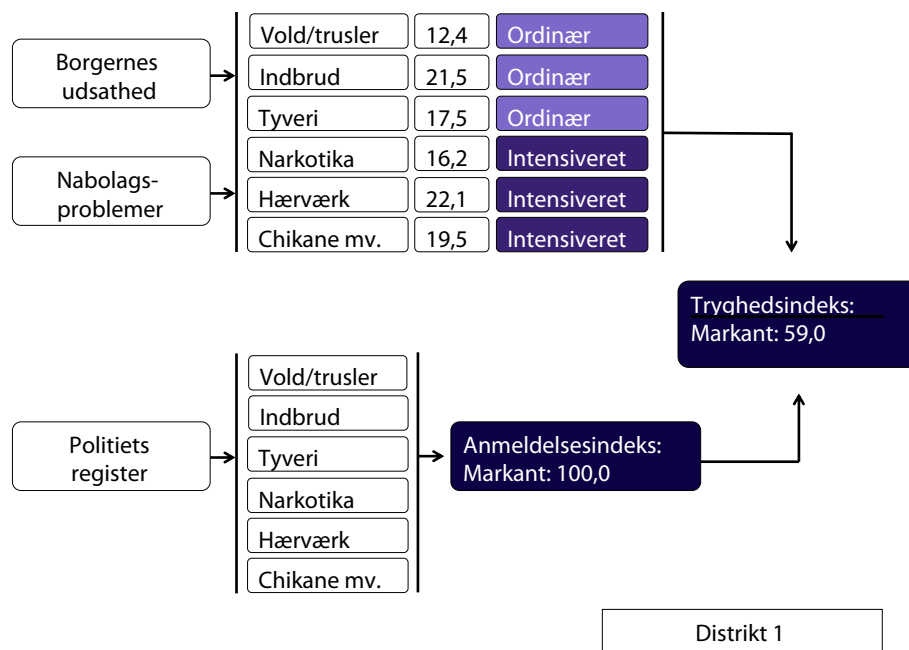 Borgernes
udsathed
Nabolags-
problemer
Vold/trusler 12,4 Ordinær
Indbrud 21,5 Ordinær
Tyveri 17,5 Ordinær
Narkotika 16,2 Intensiveret
Hærværk 22,1 Intensiveret
Chikane mv. 19,5 Intensiveret
Tryghedsindeks:
Markant: 59,0
Politiets
register
Vold/trusler
Indbrud
Tyveri
Narkotika
Hærværk
Chikane mv.
Anmeldelsesindeks:
Markant: 100,0
Distrikt 1